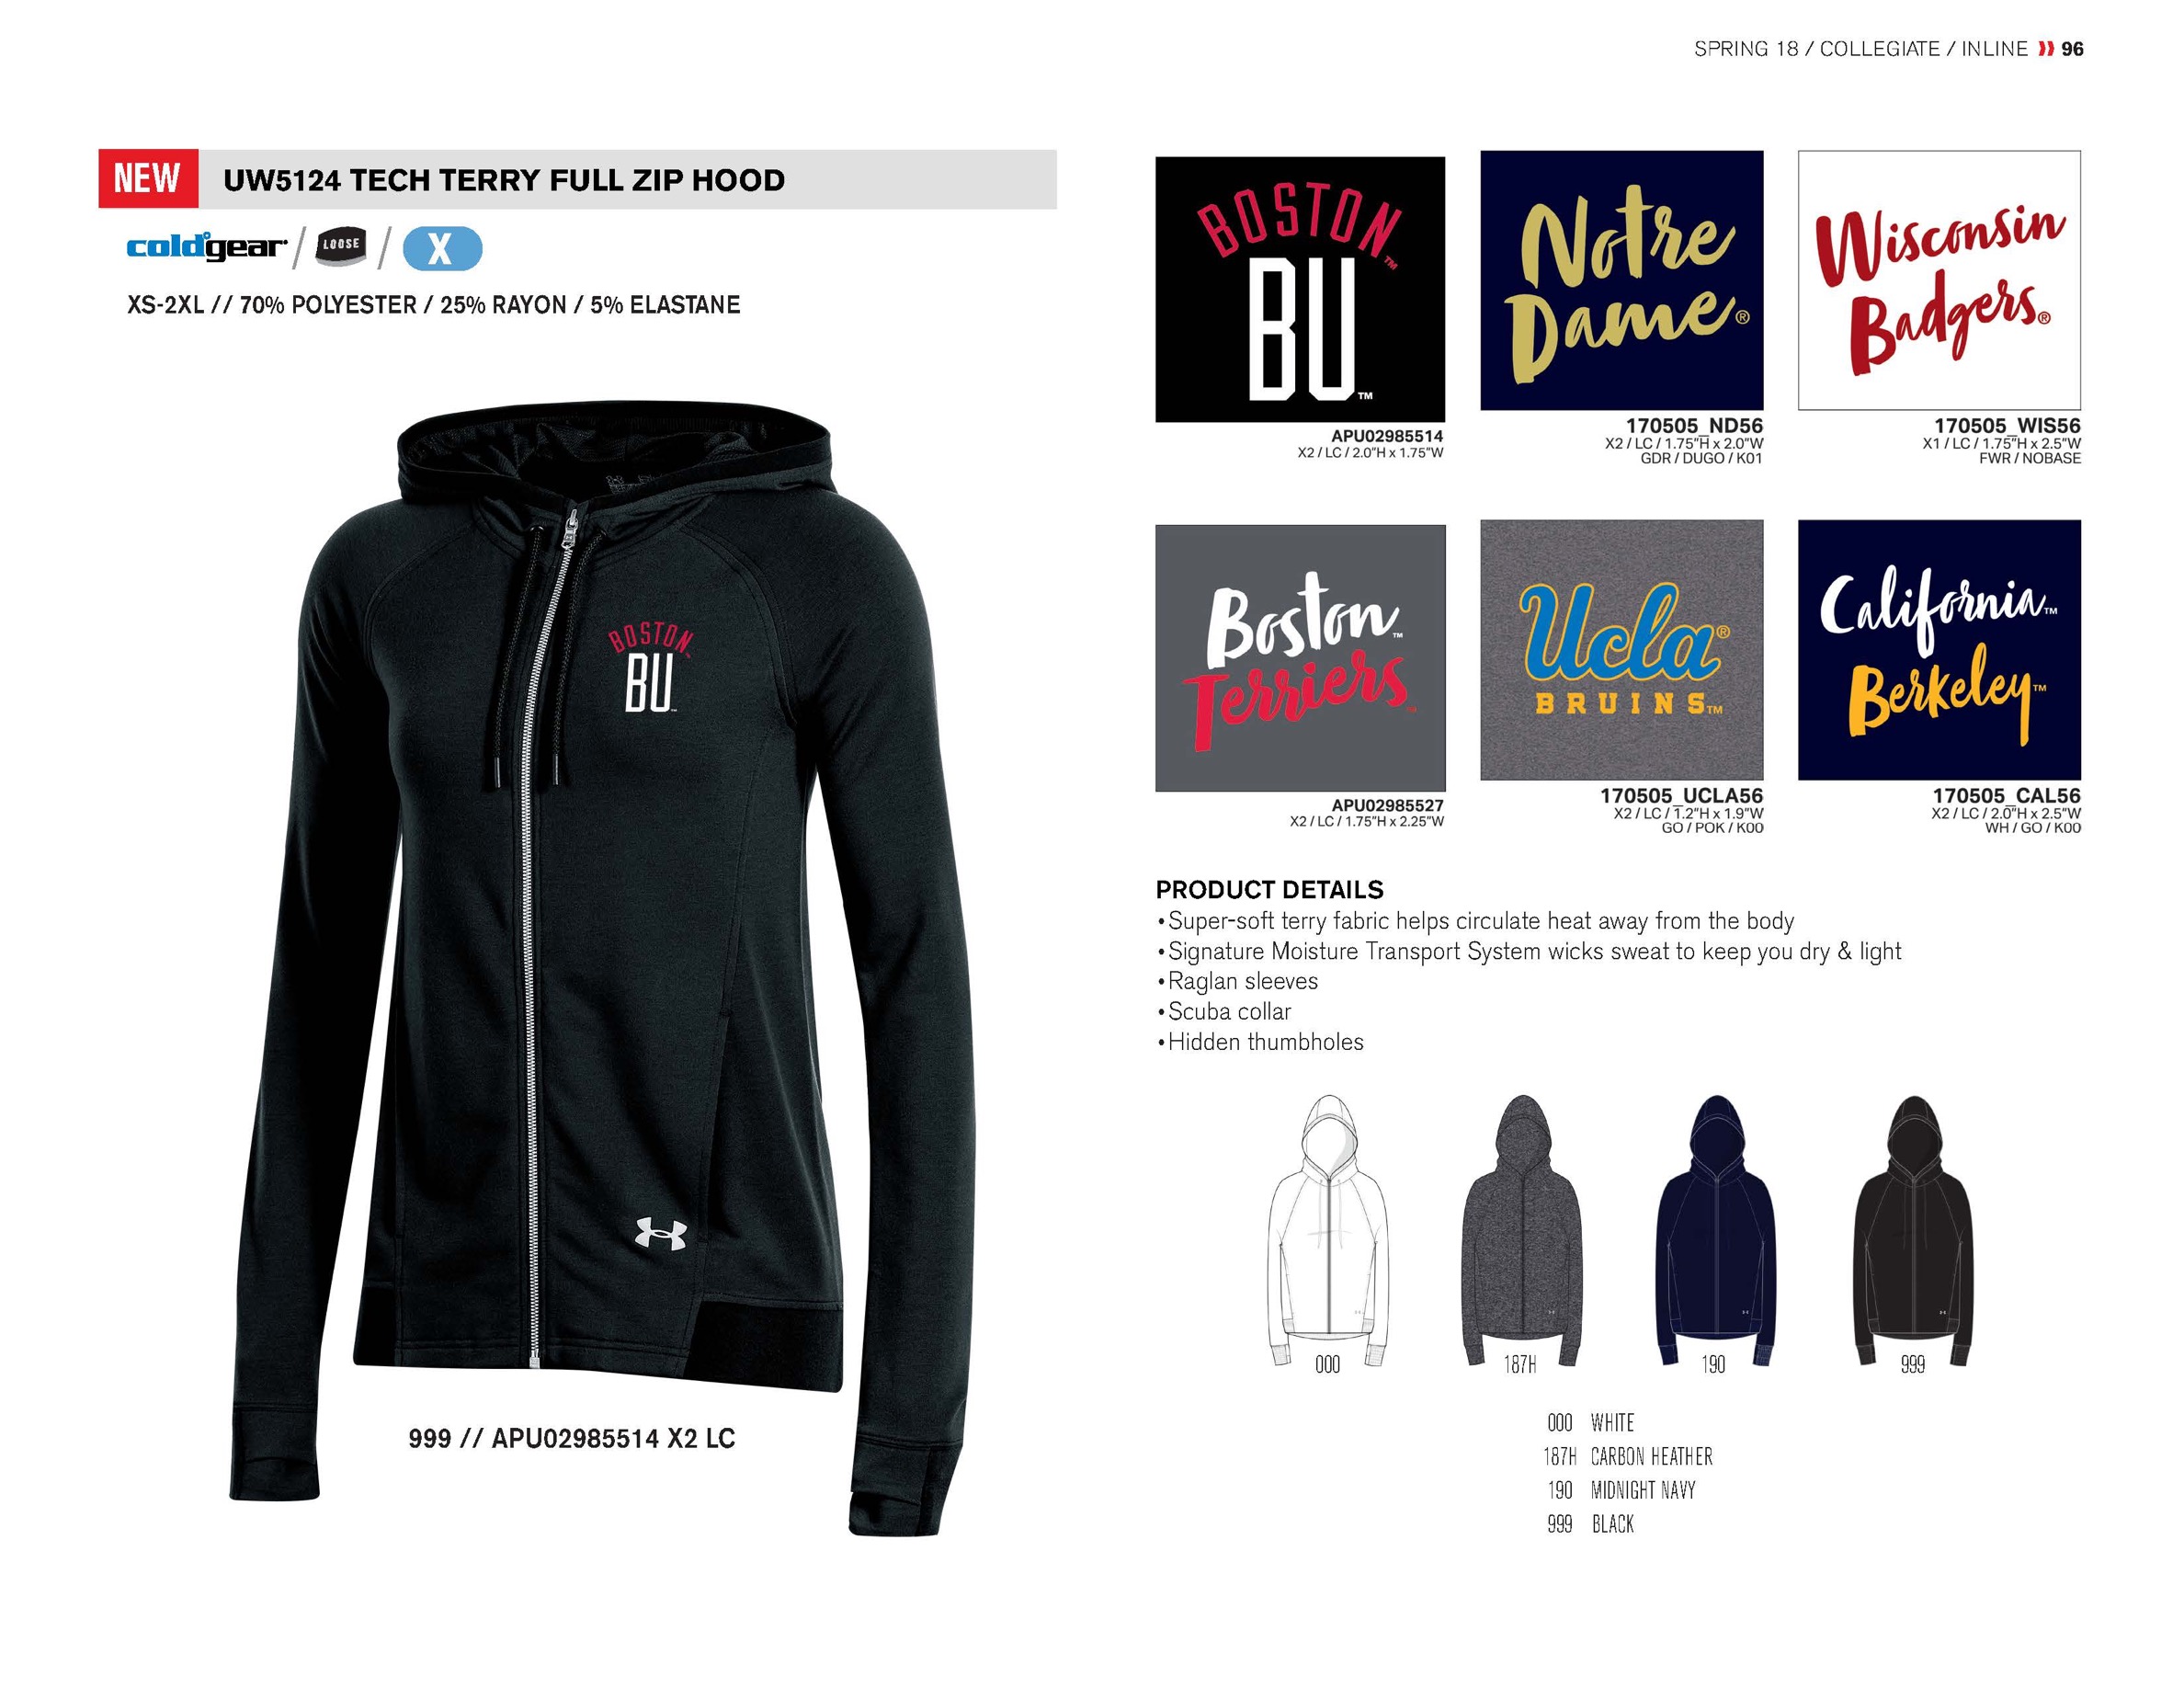 SPRING 18 / COLLEGIATE / INLINE 96
NEW UW5124 TECH TERRY FULL ZIP HOOD
coldgear / LOOSE / X
XS-2XL // 70% POLYESTER / 25% RAYON / 5% ELASTANE
BOSTON™
BU™
999 // APU02985514 X2 LC
BOSTON™
BU™
APU02985514
X2 / LC / 2.0"H x 1.75"W
Notre
Dame®
170505_ND56
X2 / LC / 1.75"H x 2.0"W
GDR / DUGO / K01
Wisconsin
Badgers®
170505_WIS56
X1 / LC / 1.75"H x 2.5"W
FWR / NOBASE
Boston™
Terriers™
APU02985527
X2 / LC / 1.75"H x 2.25"W
Ucla®
BRUINS™
170505_UCLA56
X2 / LC / 1.2"H x 1.9"W
GO / POK / K00
California™
Berkeley™
170505_CAL56
X2 / LC / 2.0"H x 2.5"W
WH / GO / K00
PRODUCT DETAILS
•Super-soft terry fabric helps circulate heat away from the body
•Signature Moisture Transport System wicks sweat to keep you dry & light
•Raglan sleeves
•Scuba collar
•Hidden thumbholes
000 187H 190 999
000 WHITE
187H CARBON HEATHER
190 MIDNIGHT NAVY
999 BLACK